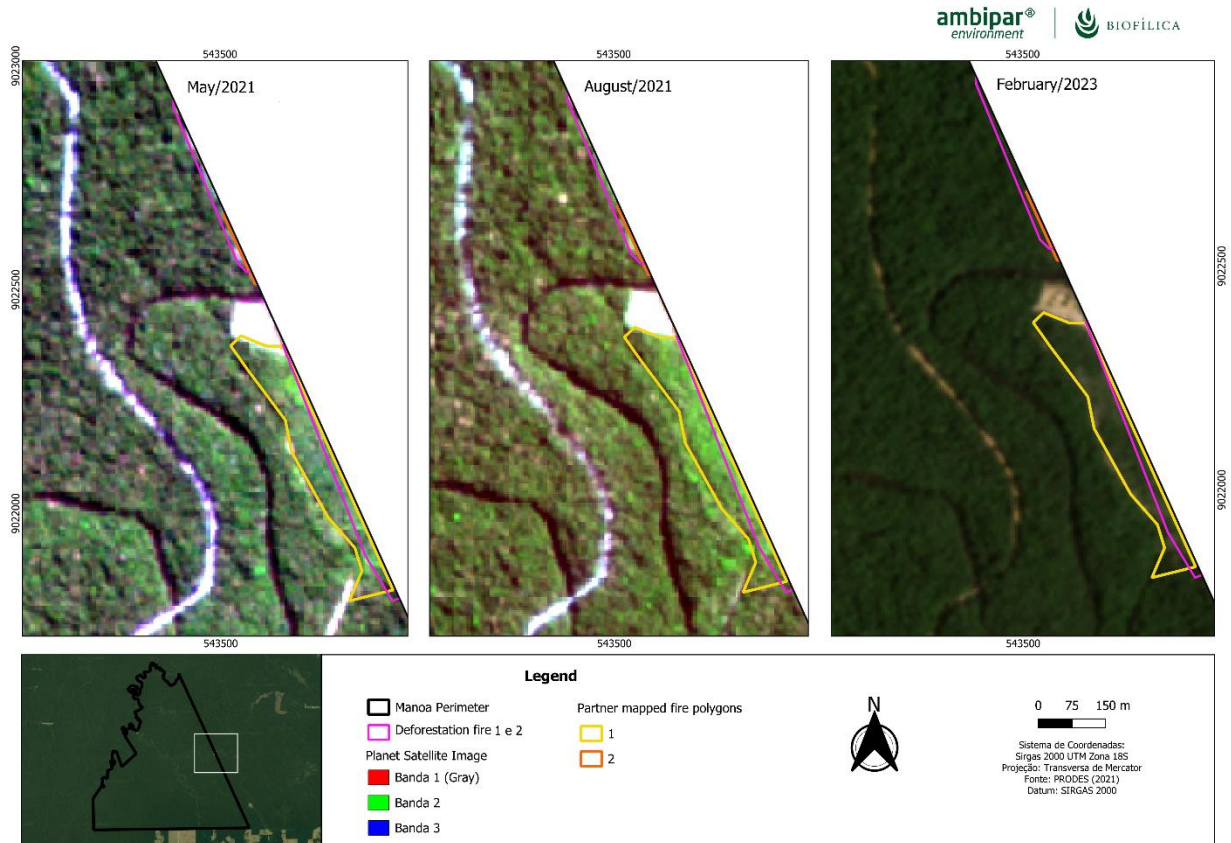 ambipar®
environment
BIOFÍLICA
543500
543500
543500
9023000
May/2021
August/2021
February/2023
9022500
9022500
9022000
9022000
543500
543500
543500
Legend
Manoa Perimeter
Deforestation fire 1 e 2
Planet Satellite Image
Banda 1 (Gray)
Banda 2
Banda 3
Partner mapped fire polygons
1
2
N
0 75 150 m
Sistema de Coordenadas:
Sirgas 2000 UTM Zona 18S
Projeção: Transversa de Mercator
Fonte: PRODES (2021)
Datum: SIRGAS 2000